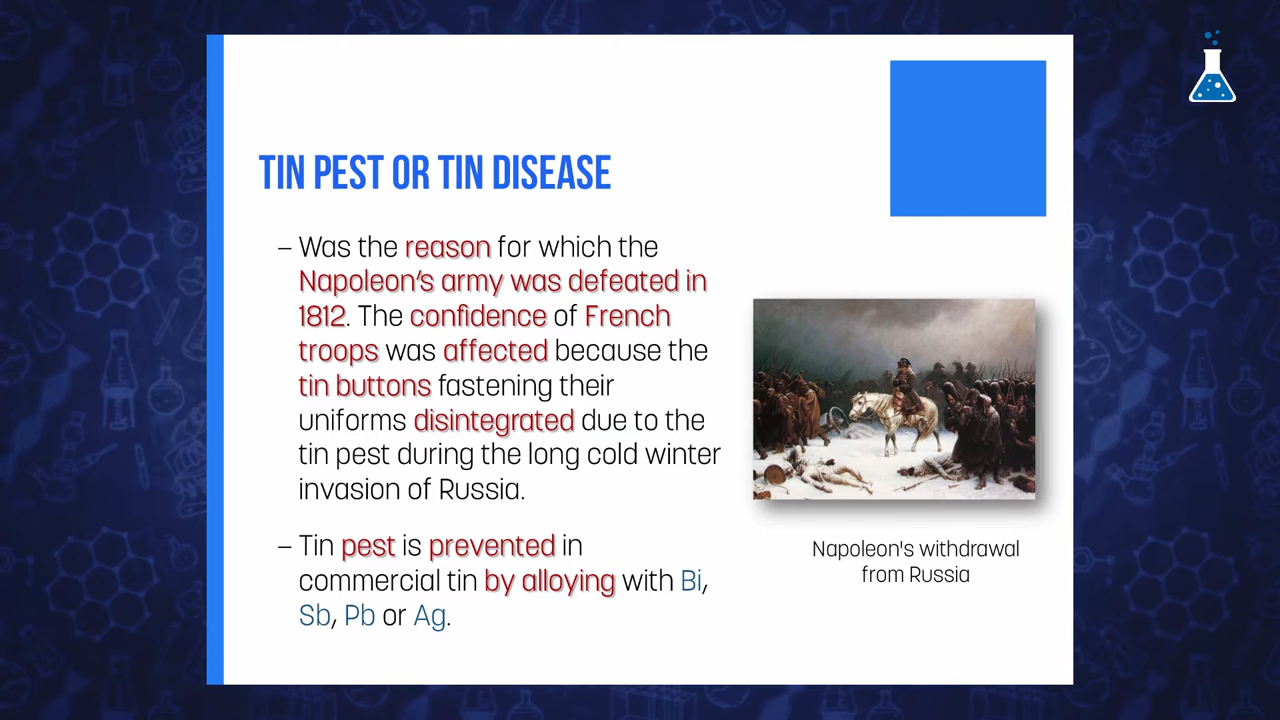 TIN PEST OR TIN DISEASE
– Was the reason for which the
Napoleon’s army was defeated in
1812. The confidence of French
troops was affected because the
tin buttons fastening their
uniforms disintegrated due to the
tin pest during the long cold winter
invasion of Russia.
– Tin pest is prevented in
commercial tin by alloying with Bi,
Sb, Pb or Ag.
Napoleon's withdrawal
from Russia